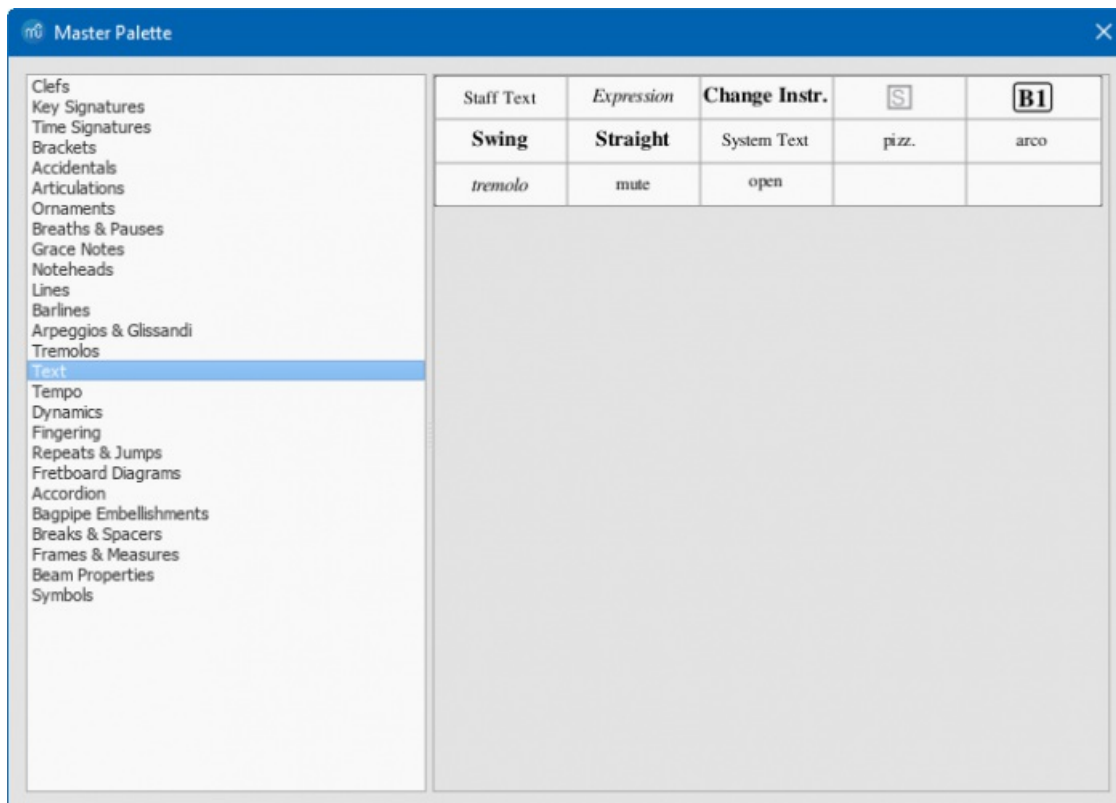 Master Palette
Clefs
Key Signatures
Time Signatures
Brackets
Accidentals
Articulations
Ornaments
Breaths & Pauses
Grace Notes
Noteheads
Lines
Barlines
Arpeggios & Glissandi
Tremolos
Text
Tempo
Dynamics
Fingering
Repeats & Jumps
Fretboard Diagrams
Accordion
Bagpipe Embellishments
Breaks & Spacers
Frames & Measures
Beam Properties
Symbols
Staff Text Expression Change Instr. S B1
Swing Straight System Text pizz. arco
tremolo mute open